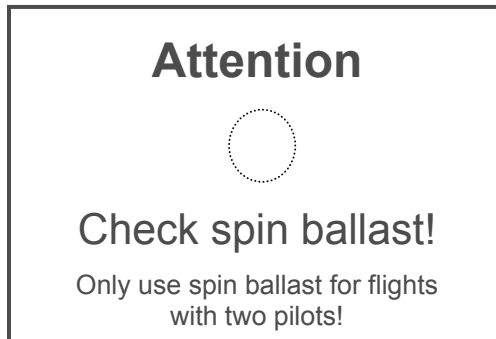 Attention
Check spin ballast!
Only use spin ballast for flights
with two pilots!